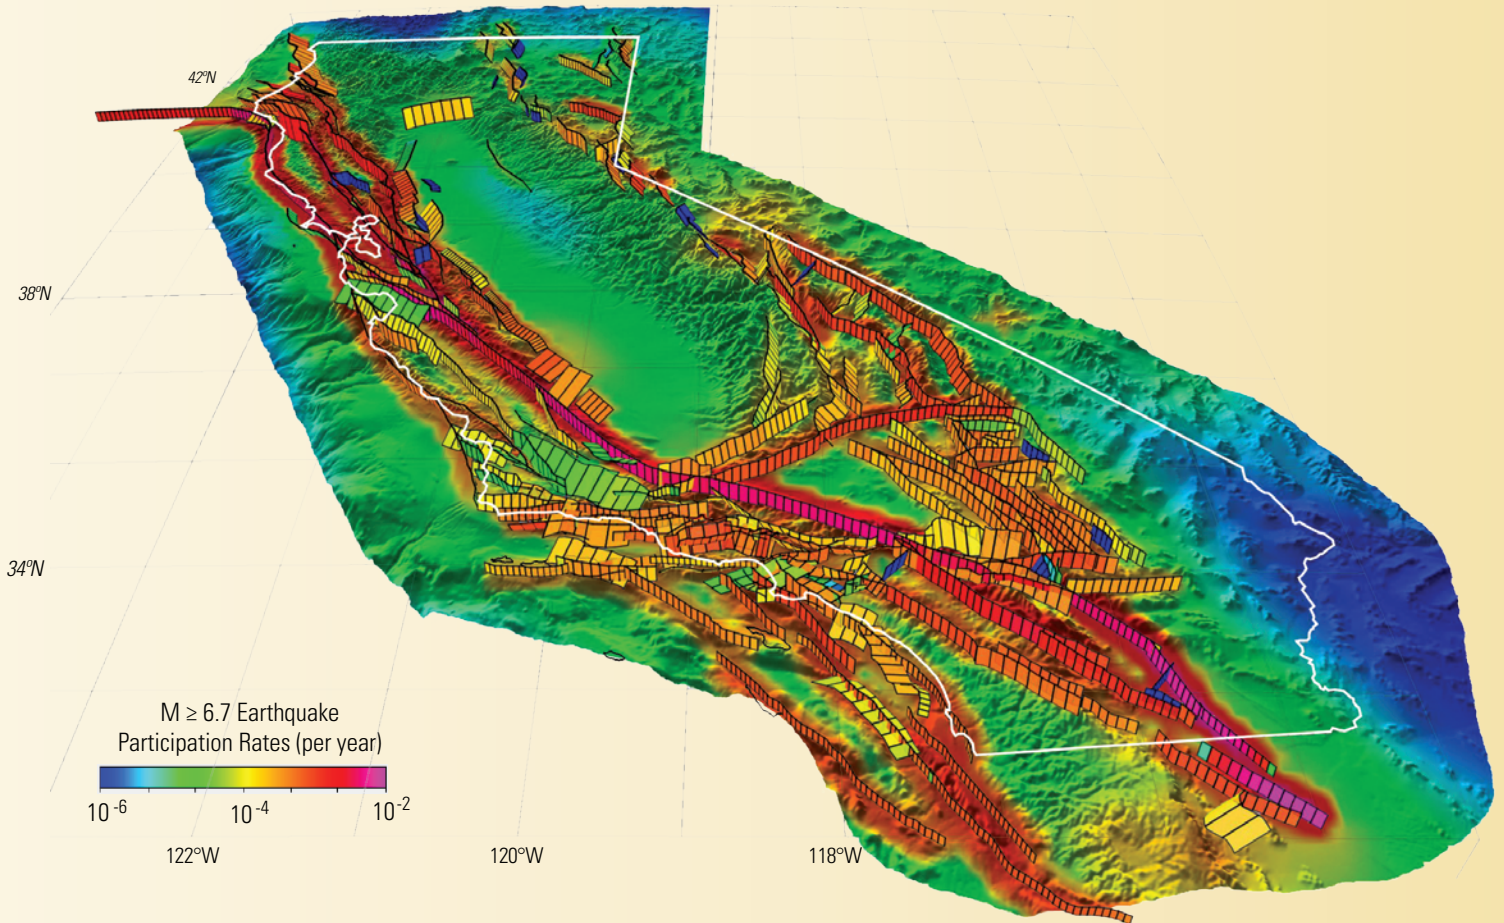 42°N
38°N
34°N
M ≥ 6.7 Earthquake
Participation Rates (per year)
10-6 10-4 10-2
122°W 120°W 118°W